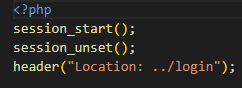 <?php
session_start();
session_unset();
header("Location: ../login");